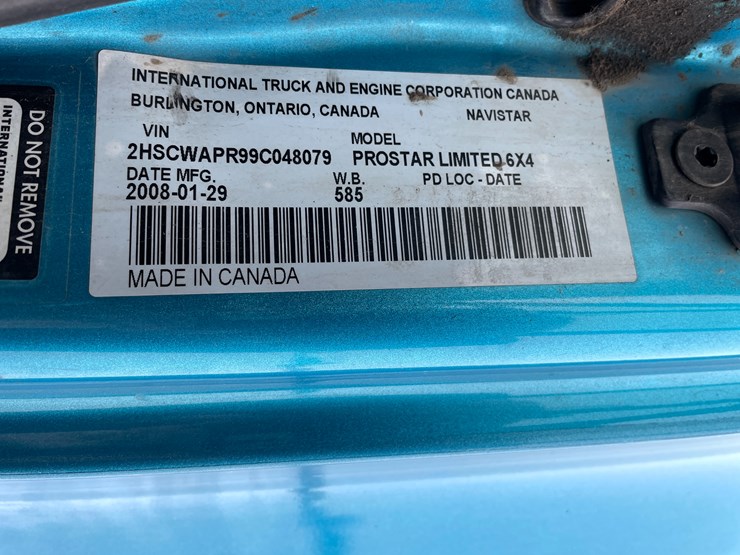 INTERNATIONAL TRUCK AND ENGINE CORPORATION CANADA
BURLINGTON, ONTARIO, CANADA NAVISTAR
VIN MODEL
2HSCWAPR99C048079 PROSTAR LIMITED 6X4
DATE MFG. W.B. PD LOC - DATE
2008-01-29 585
MADE IN CANADA
DO NOT REMOVE
INTERNATIONAL